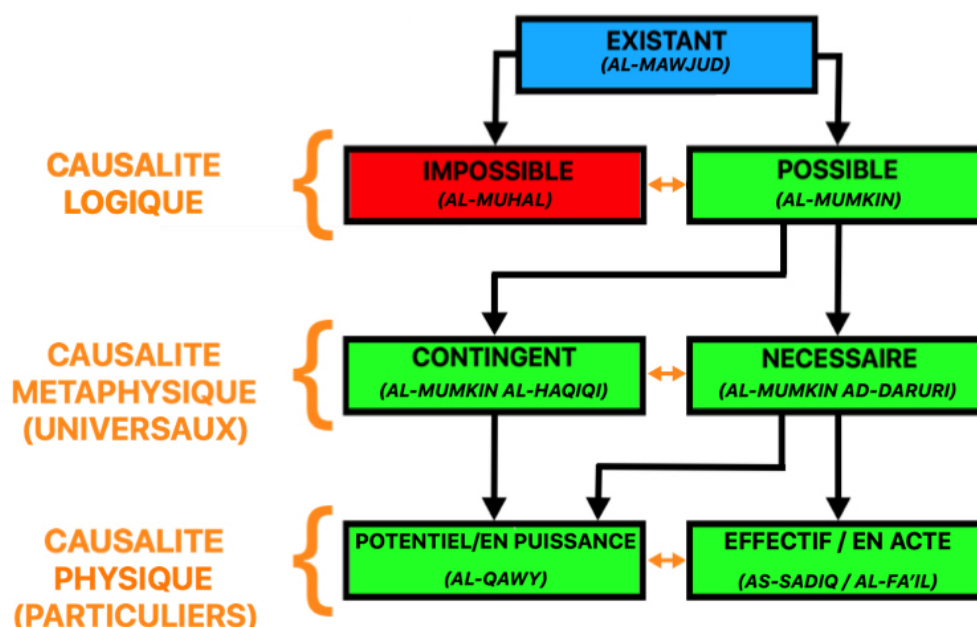 EXISTANT
(AL-MAWJUD)
CAUSALITE
LOGIQUE
IMPOSSIBLE
(AL-MUHAL)
POSSIBLE
(AL-MUMKIN)
CAUSALITE
METAPHYSIQUE
(UNIVERSAUX)
CONTINGENT
(AL-MUMKIN AL-HAQIQI)
NECESSAIRE
(AL-MUMKIN AD-DARURI)
CAUSALITE
PHYSIQUE
(PARTICULIERS)
POTENTIEL/EN PUISSANCE
(AL-QAWY)
EFFECTIF / EN ACTE
(AS-SADIQ / AL-FA'IL)